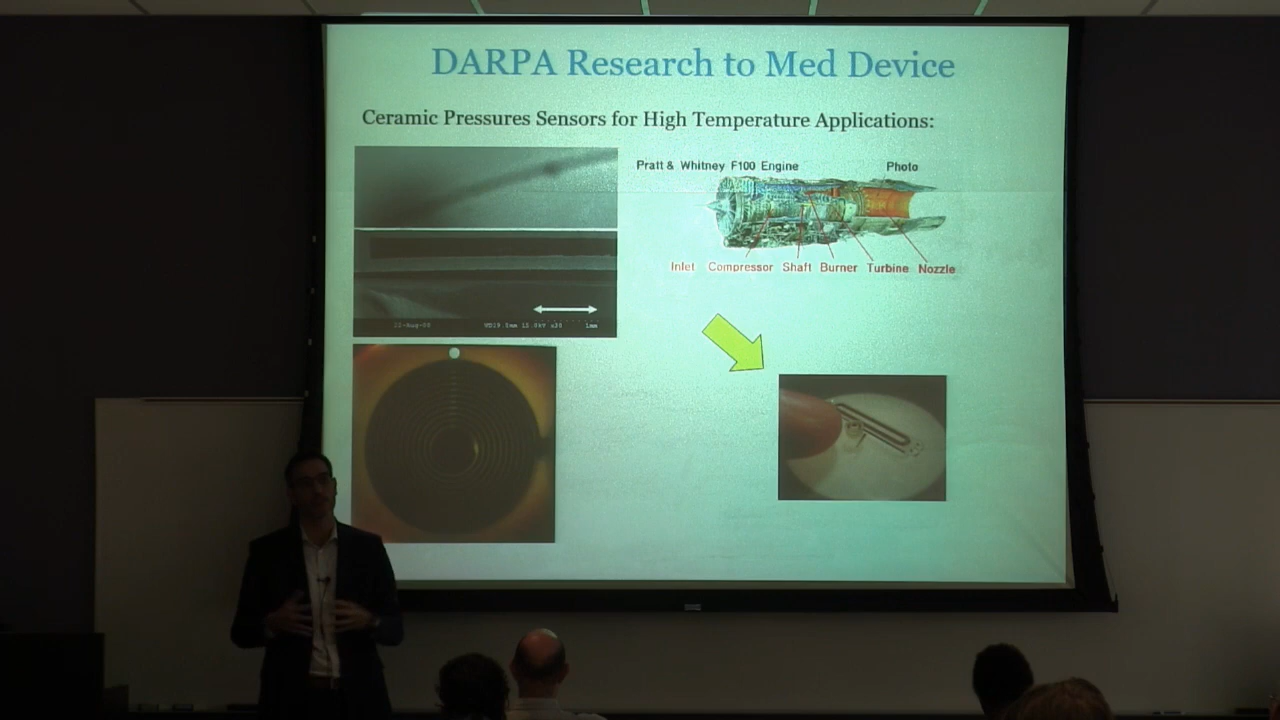 DARPA Research to Med Device
Ceramic Pressures Sensors for High Temperature Applications:
Pratt & Whitney F100 Engine Photo
Inlet Compressor Shaft Burner Turbine Nozzle
1mm